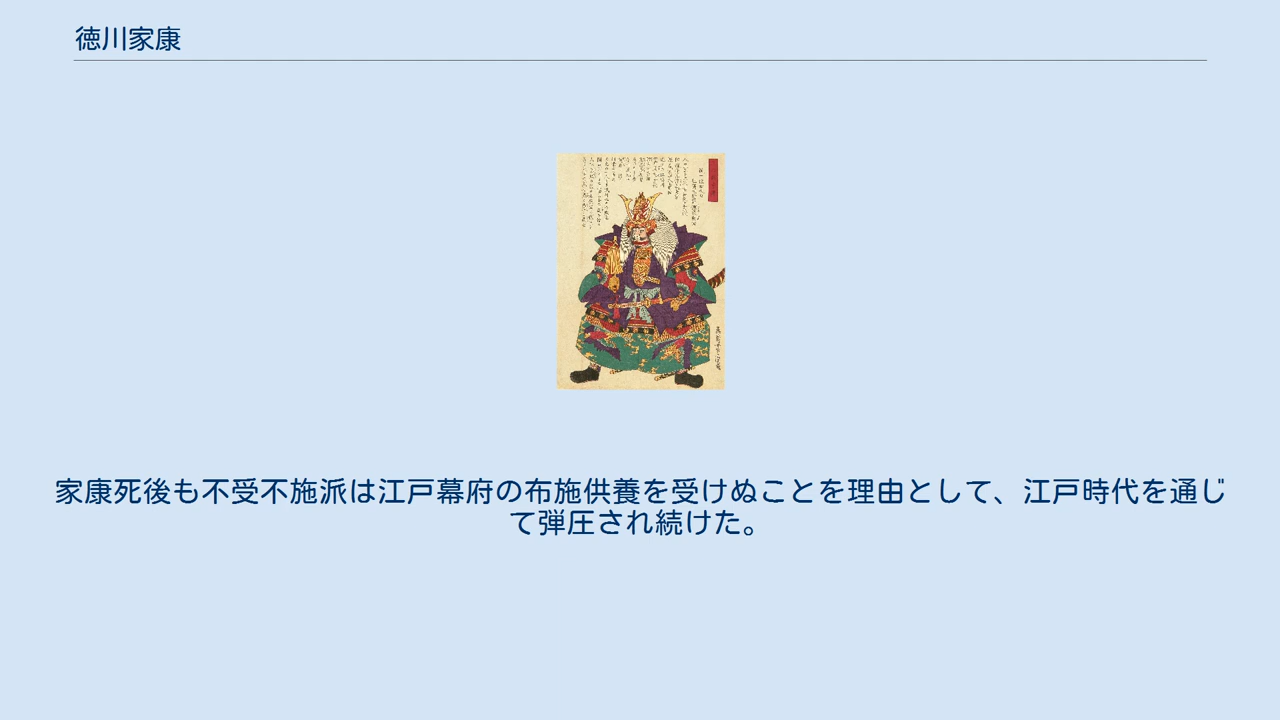 徳川家康
家康死後も不受不施派は江戸幕府の布施供養を受けぬことを理由として、江戸時代を通じ
て弾圧され続けた。